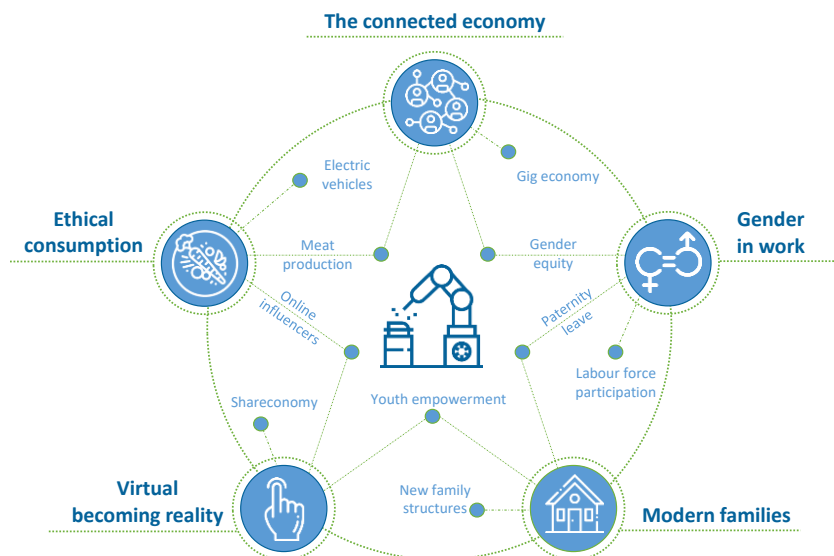 The connected economy
Electric
vehicles
Gig economy
Ethical
consumption
Gender
in work
Meat
production
Gender
equity
Online
influencers
Paternity
leave
Labour force
participation
Shareconomy
Youth empowerment
Virtual
becoming reality
New family
structures
Modern families